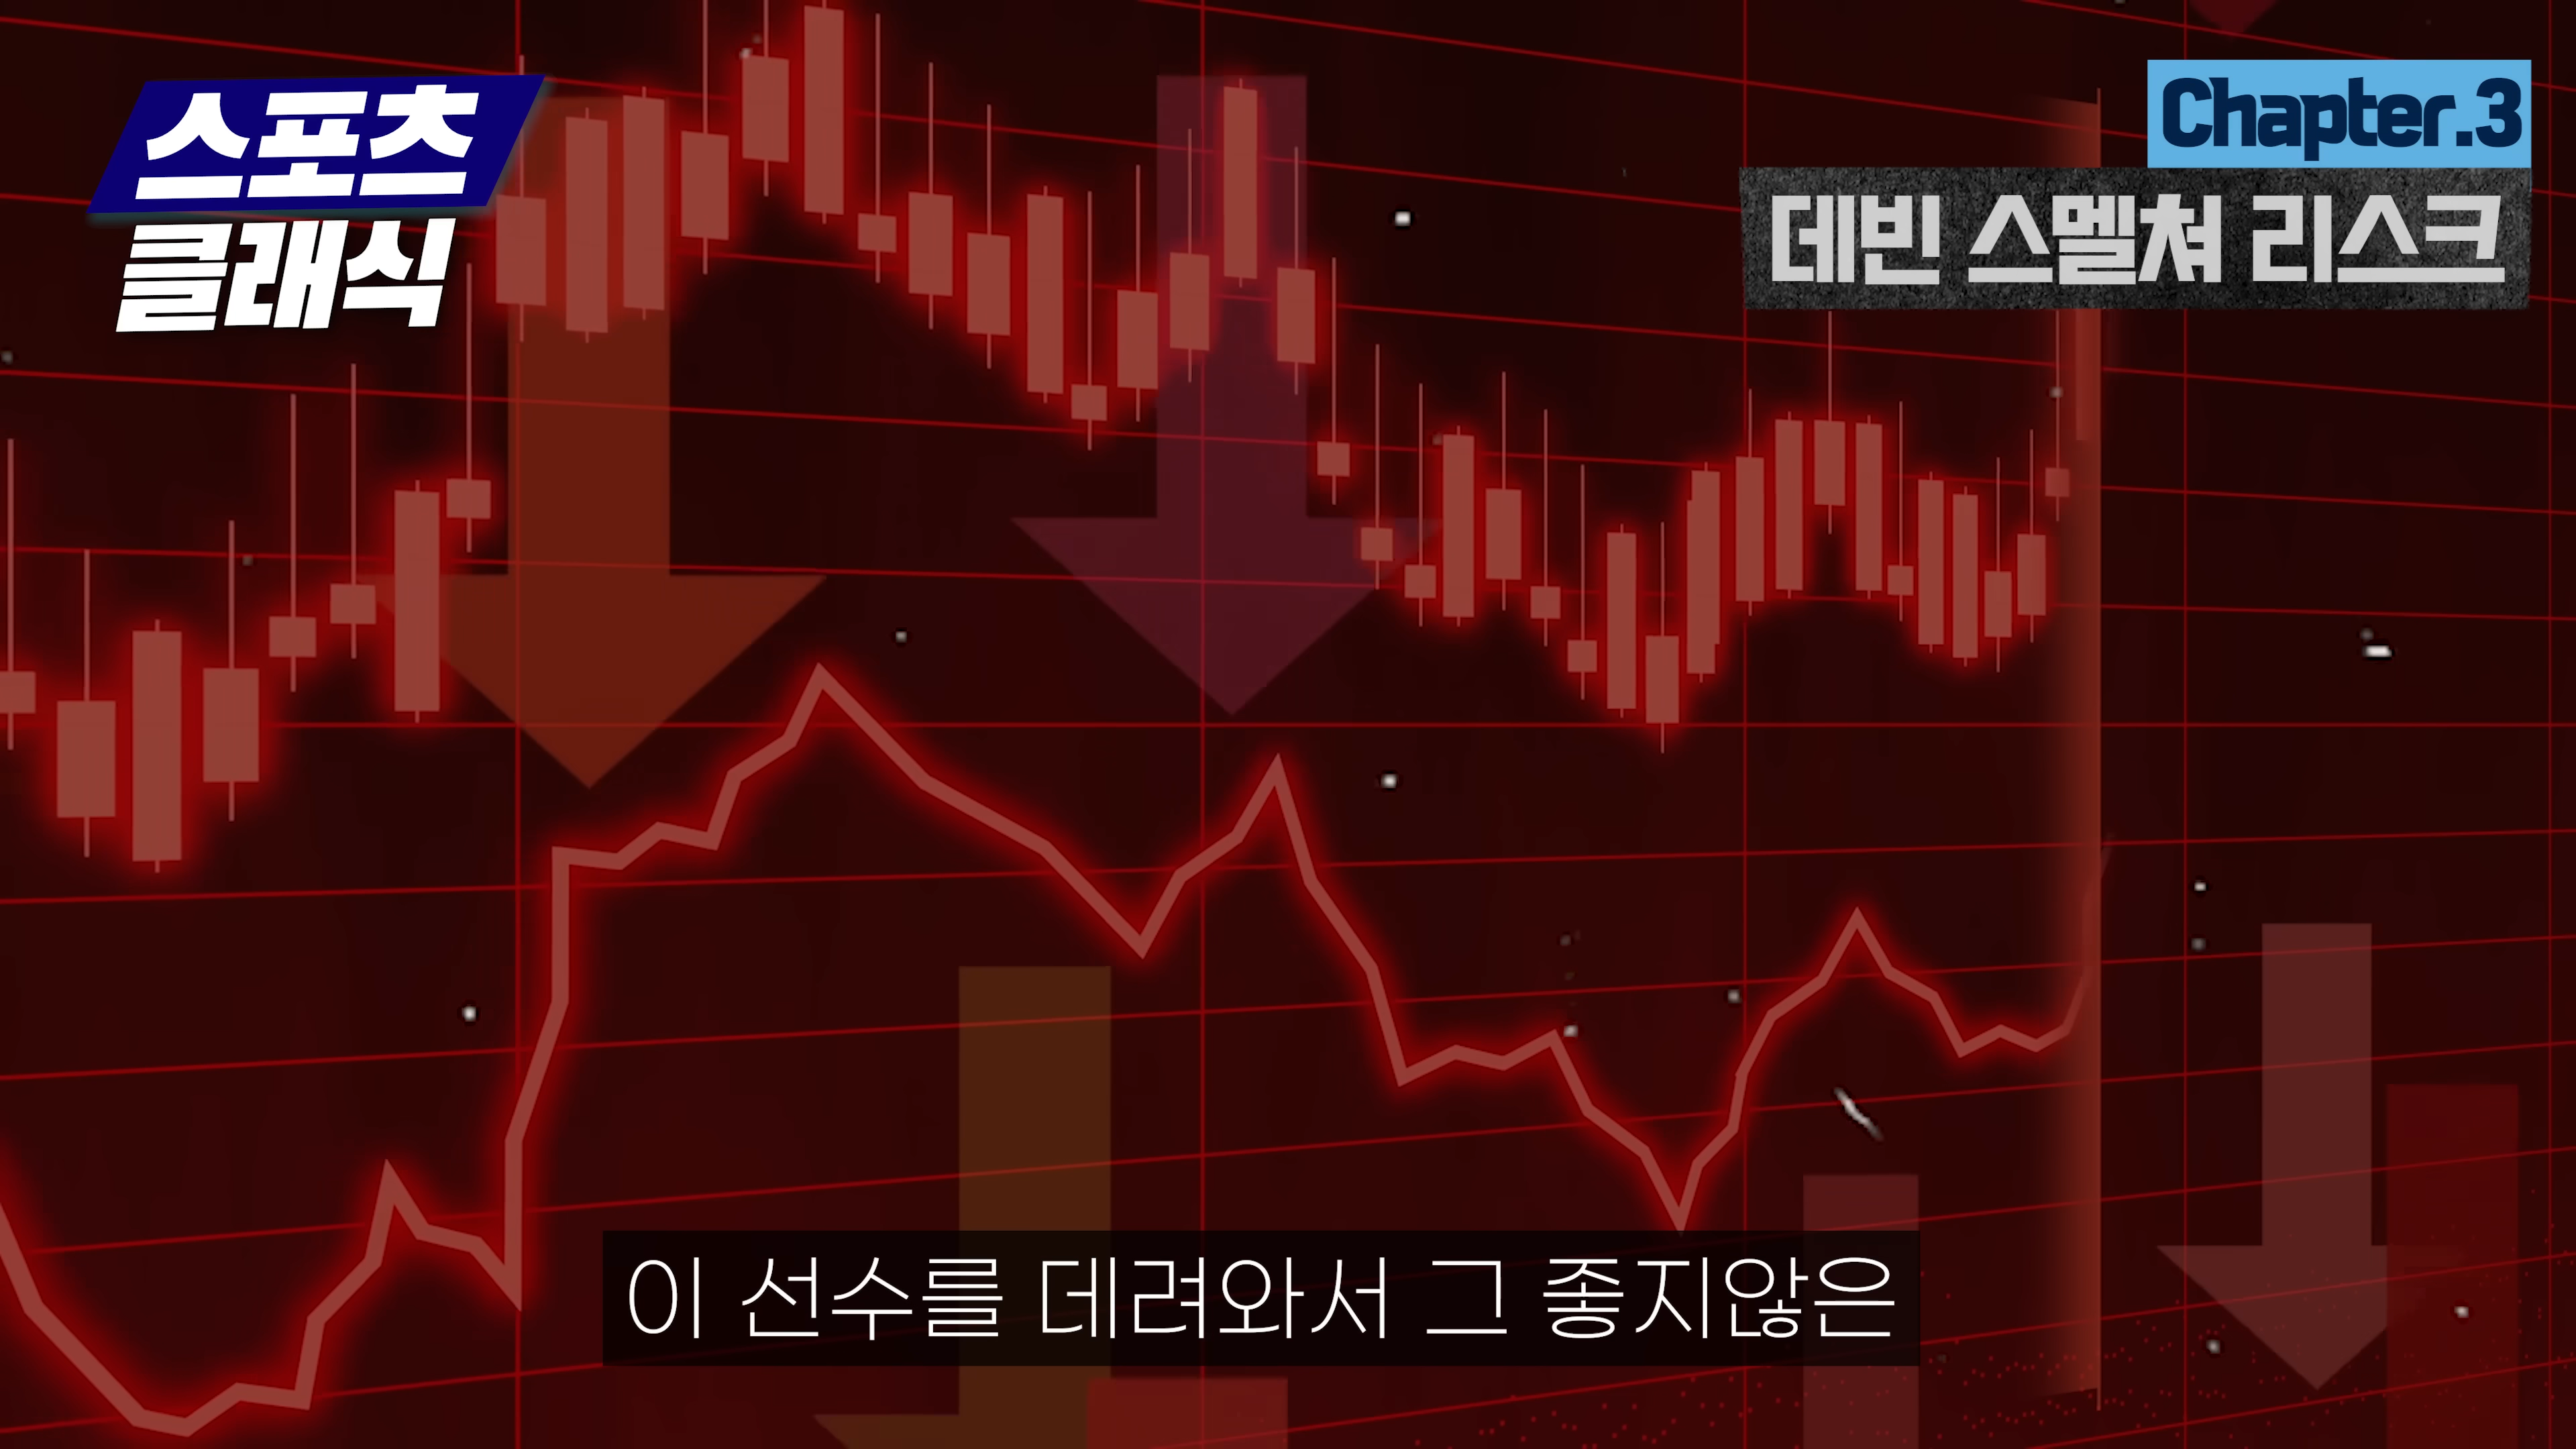 스포츠
클래식
Chapter.3
데빈 스멜쳐 리스크
이 선수를 데려와서 그 좋지않은